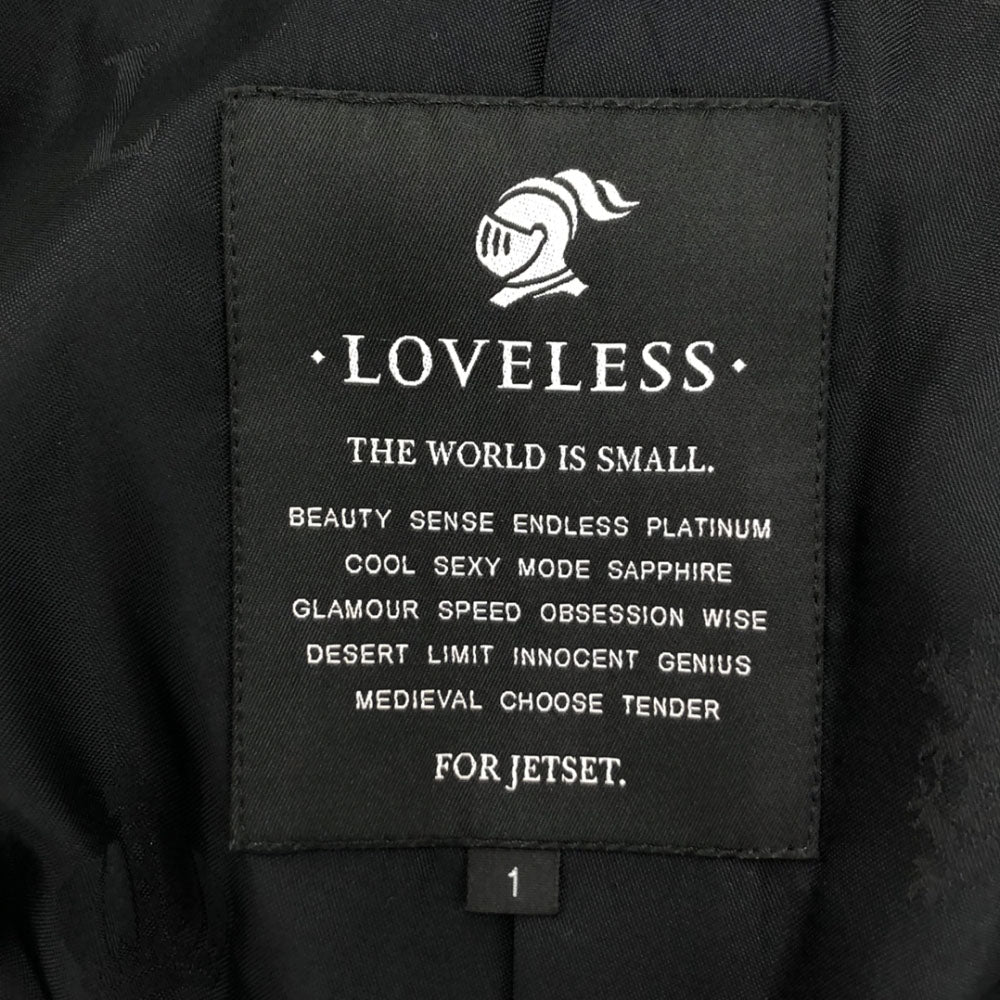 · LOVELESS ·
THE WORLD IS SMALL.
BEAUTY SENSE ENDLESS PLATINUM
COOL SEXY MODE SAPPHIRE
GLAMOUR SPEED OBSESSION WISE
DESERT LIMIT INNOCENT GENIUS
MEDIEVAL CHOOSE TENDER
FOR JETSET.
1